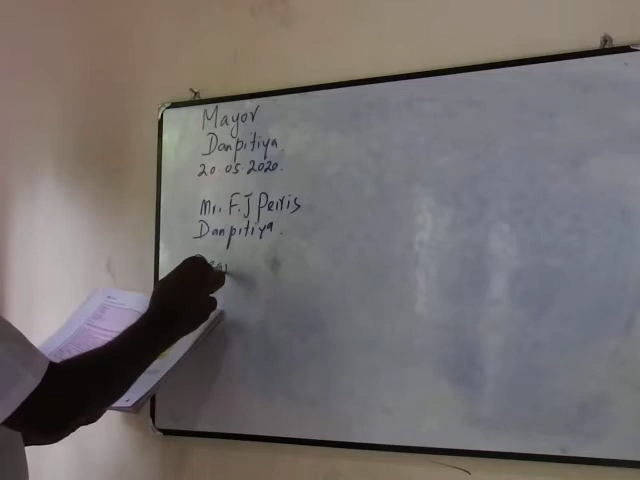 Mayor
Danpitiya.
20.05.2020.
Mr. F.J Peiris
Danpitiya.